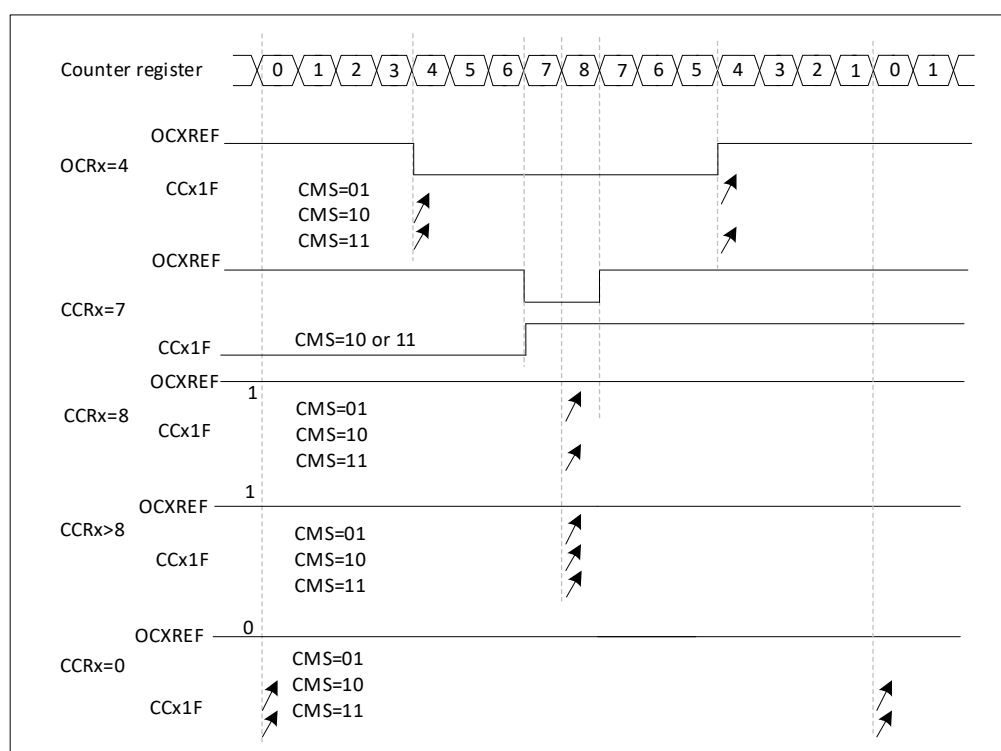 Counter register 0 1 2 3 4 5 6 7 8 7 6 5 4 3 2 1 0 1
OCXREF
OCRx=4
CCx1F
CMS=01
CMS=10
CMS=11
OCXREF
CCRx=7
CCx1F
CMS=10 or 11
OCXREF
1
CCRx=8
CCx1F
CMS=01
CMS=10
CMS=11
1
OCXREF
CCRx>8
CCx1F
CMS=01
CMS=10
CMS=11
OCXREF
0
CCRx=0
CCx1F
CMS=01
CMS=10
CMS=11